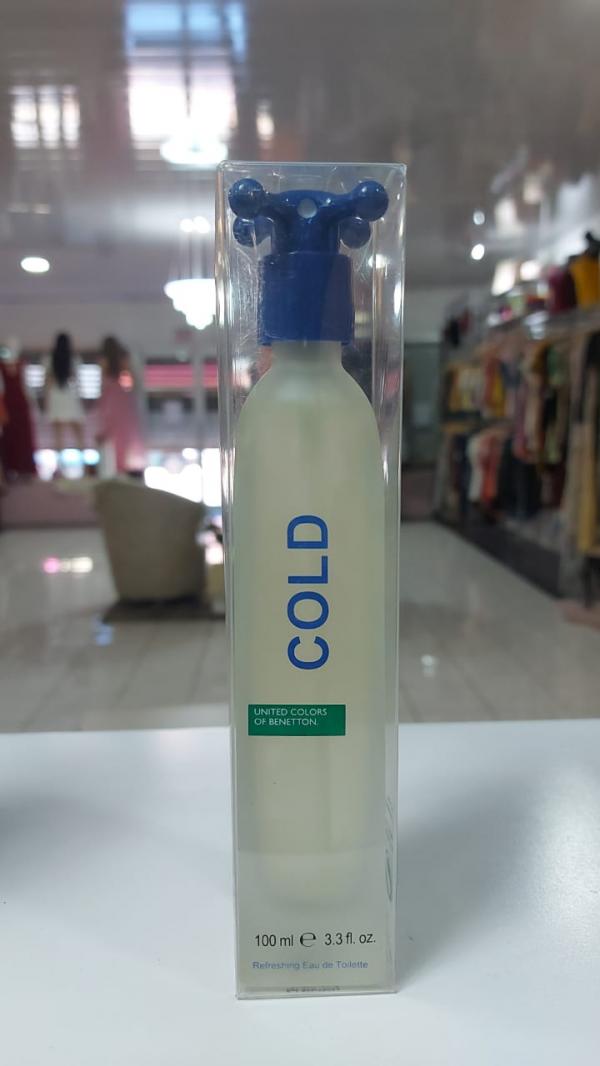 COLD
UNITED COLORS
OF BENETTON.
100 ml ℮ 3.3 fl. oz.
Refreshing Eau de Toilette